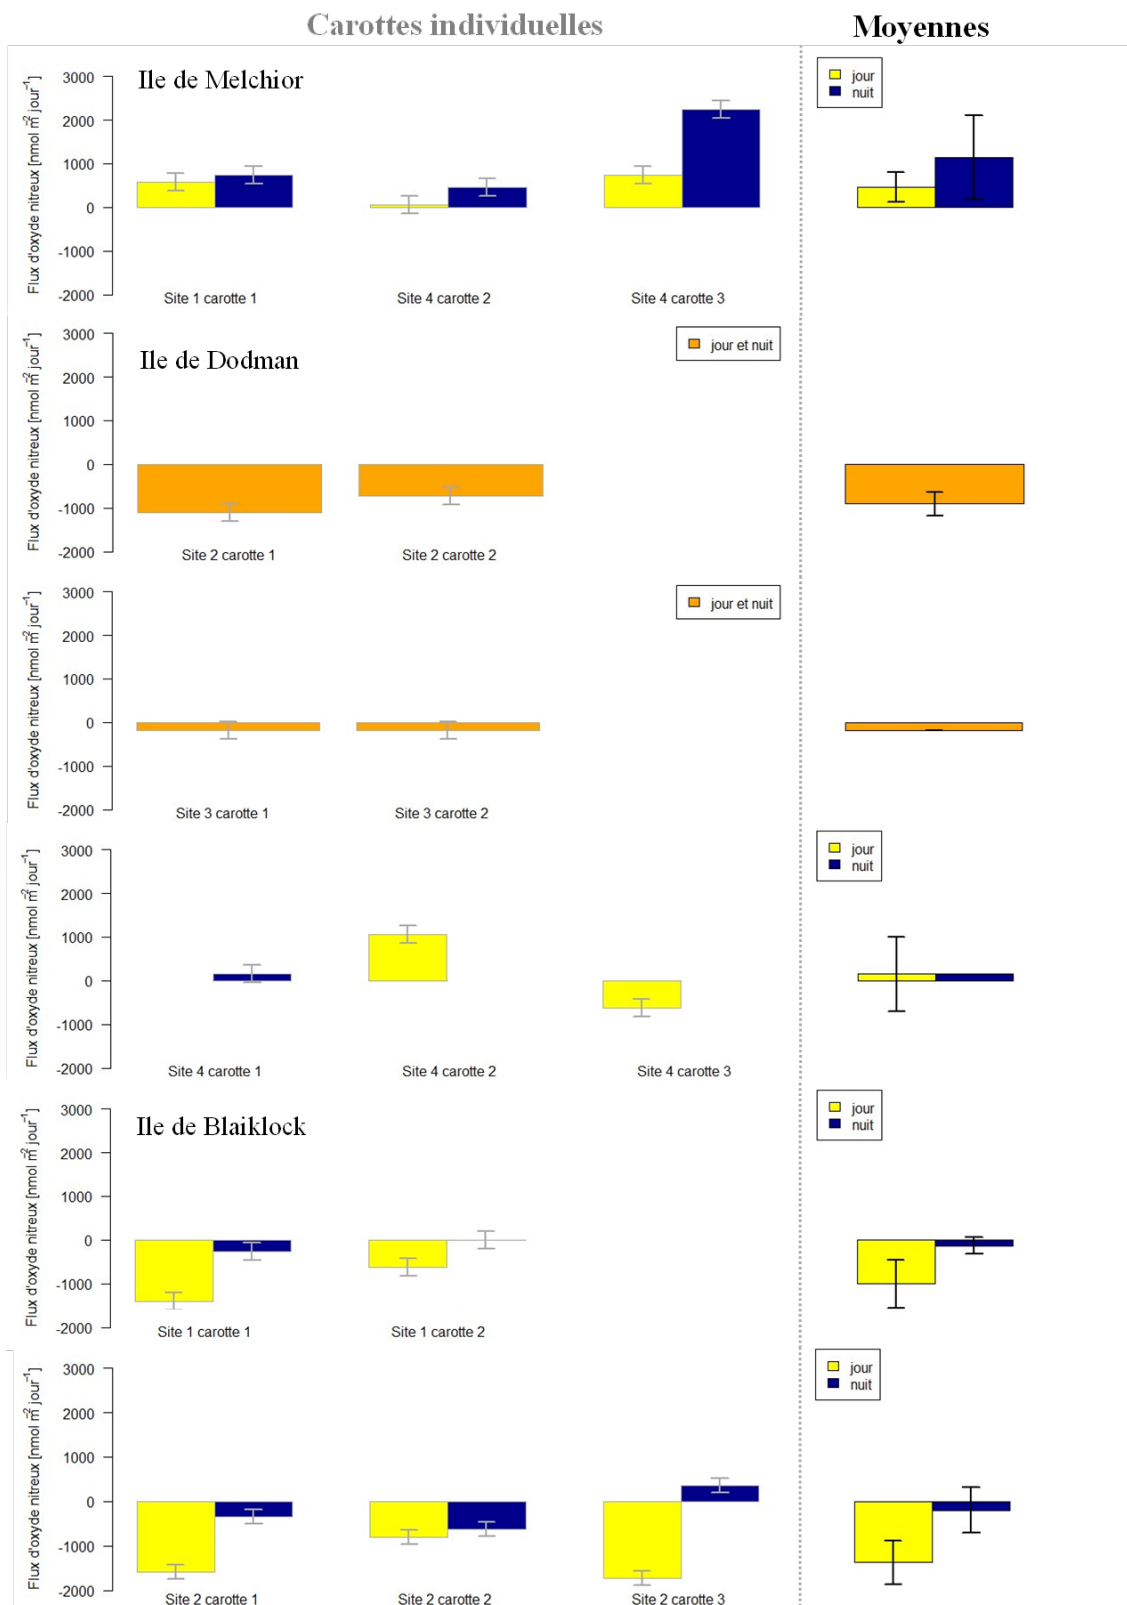 Carottes individuelles
Moyennes
Flux d'oxyde nitreux [nmol m⁻² jour⁻¹]
3000
2000
1000
0
-1000
-2000
Ile de Melchior
Site 1 carotte 1
Site 4 carotte 2
Site 4 carotte 3
jour
nuit
Flux d'oxyde nitreux [nmol m⁻² jour⁻¹]
3000
2000
1000
0
-1000
-2000
Ile de Dodman
jour et nuit
Site 2 carotte 1
Site 2 carotte 2
Flux d'oxyde nitreux [nmol m⁻² jour⁻¹]
3000
2000
1000
0
-1000
-2000
jour et nuit
Site 3 carotte 1
Site 3 carotte 2
Flux d'oxyde nitreux [nmol m⁻² jour⁻¹]
3000
2000
1000
0
-1000
-2000
Site 4 carotte 1
Site 4 carotte 2
Site 4 carotte 3
jour
nuit
Flux d'oxyde nitreux [nmol m⁻² jour⁻¹]
3000
2000
1000
0
-1000
-2000
Ile de Blaiklock
Site 1 carotte 1
Site 1 carotte 2
jour
nuit
Flux d'oxyde nitreux [nmol m⁻² jour⁻¹]
3000
2000
1000
0
-1000
-2000
Site 2 carotte 1
Site 2 carotte 2
Site 2 carotte 3
jour
nuit